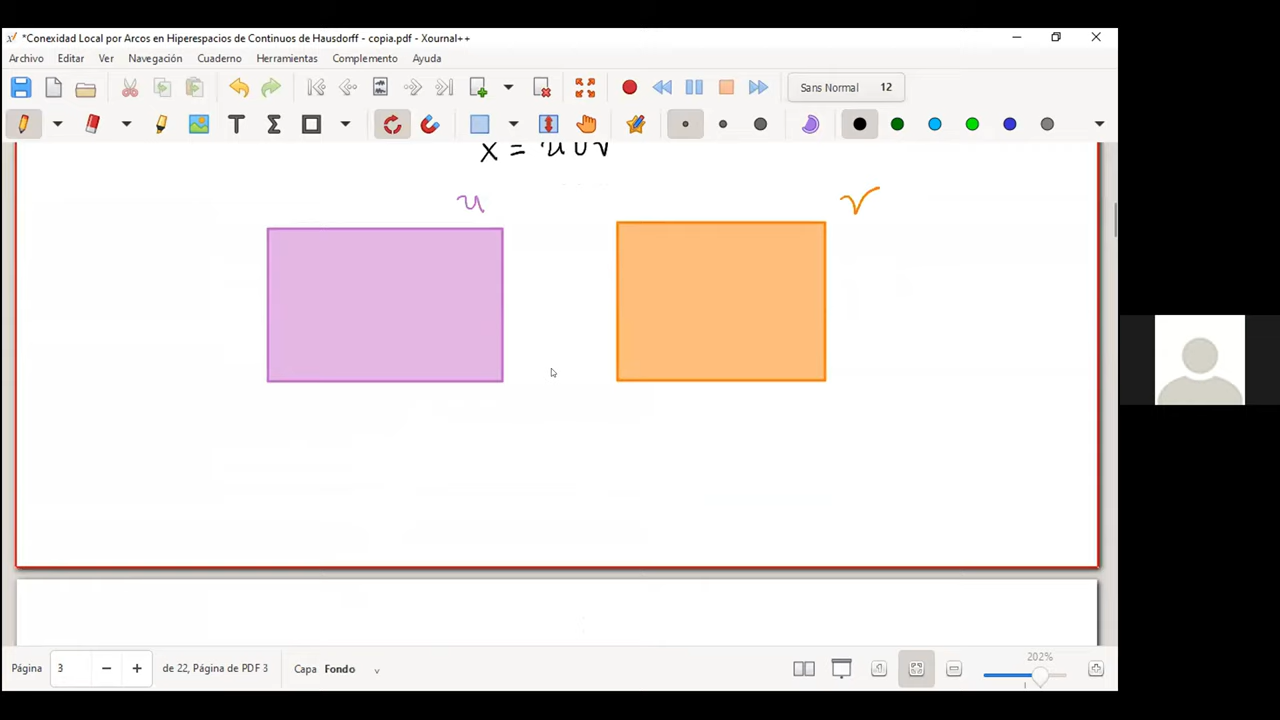 *Conexidad Local por Arcos en Hiperespacios de Continuos de Hausdorff - copia.pdf - Xournal++
Archivo Editar Ver Navegación Cuaderno Herramientas Complemento Ayuda
Sans Normal 12
X = U ∪ V
U V
Página 3 de 22, Página de PDF 3 Capa Fondo 202%